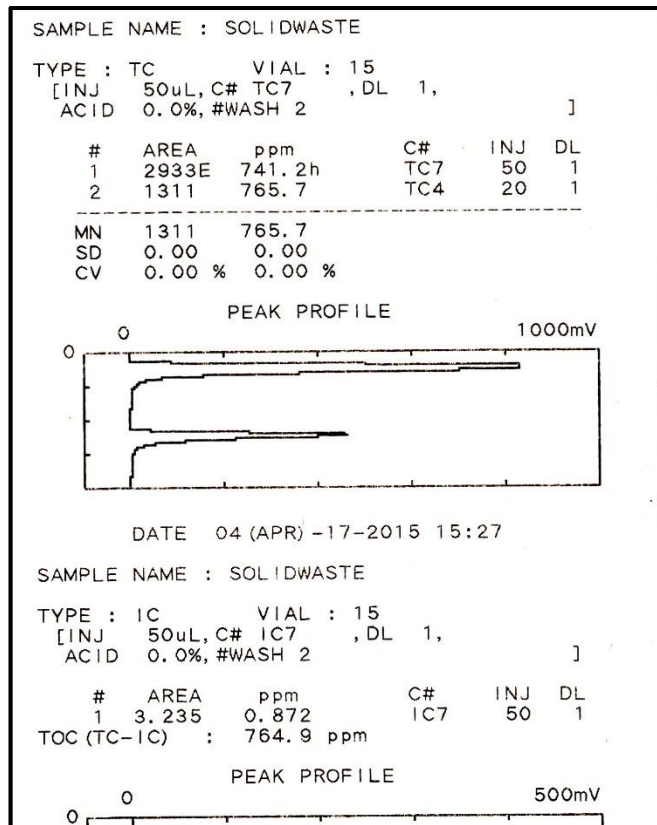 SAMPLE NAME : SOLIDWASTE
TYPE : TC VIAL : 15
[INJ 50uL, C# TC7 , DL 1,
ACID 0.0%, #WASH 2 ]
# AREA ppm C# INJ DL
1 2933E 741.2h TC7 50 1
2 1311 765.7 TC4 20 1
MN 1311 765.7
SD 0.00 0.00
CV 0.00 % 0.00 %
PEAK PROFILE
0 1000mV
0
DATE 04(APR)-17-2015 15:27
SAMPLE NAME : SOLIDWASTE
TYPE : IC VIAL : 15
[INJ 50uL, C# IC7 , DL 1,
ACID 0.0%, #WASH 2 ]
# AREA ppm C# INJ DL
1 3.235 0.872 IC7 50 1
TOC(TC-IC) : 764.9 ppm
PEAK PROFILE
0 500mV
0